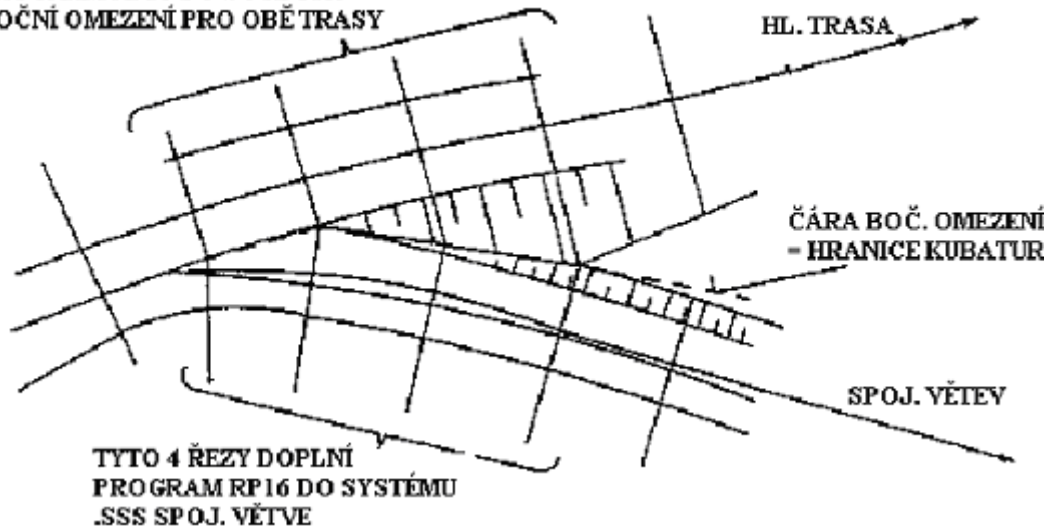 OČNÍ OMEZENÍ PRO OBĚ TRASY
HL. TRASA
ČÁRA BOČ. OMEZENÍ
= HRANICE KUBATUR
SPOJ. VĚTEV
TYTO 4 ŘEZY DOPLNÍ
PROGRAM RP16 DO SYSTÉMU
.SSS SPOJ. VĚTVE